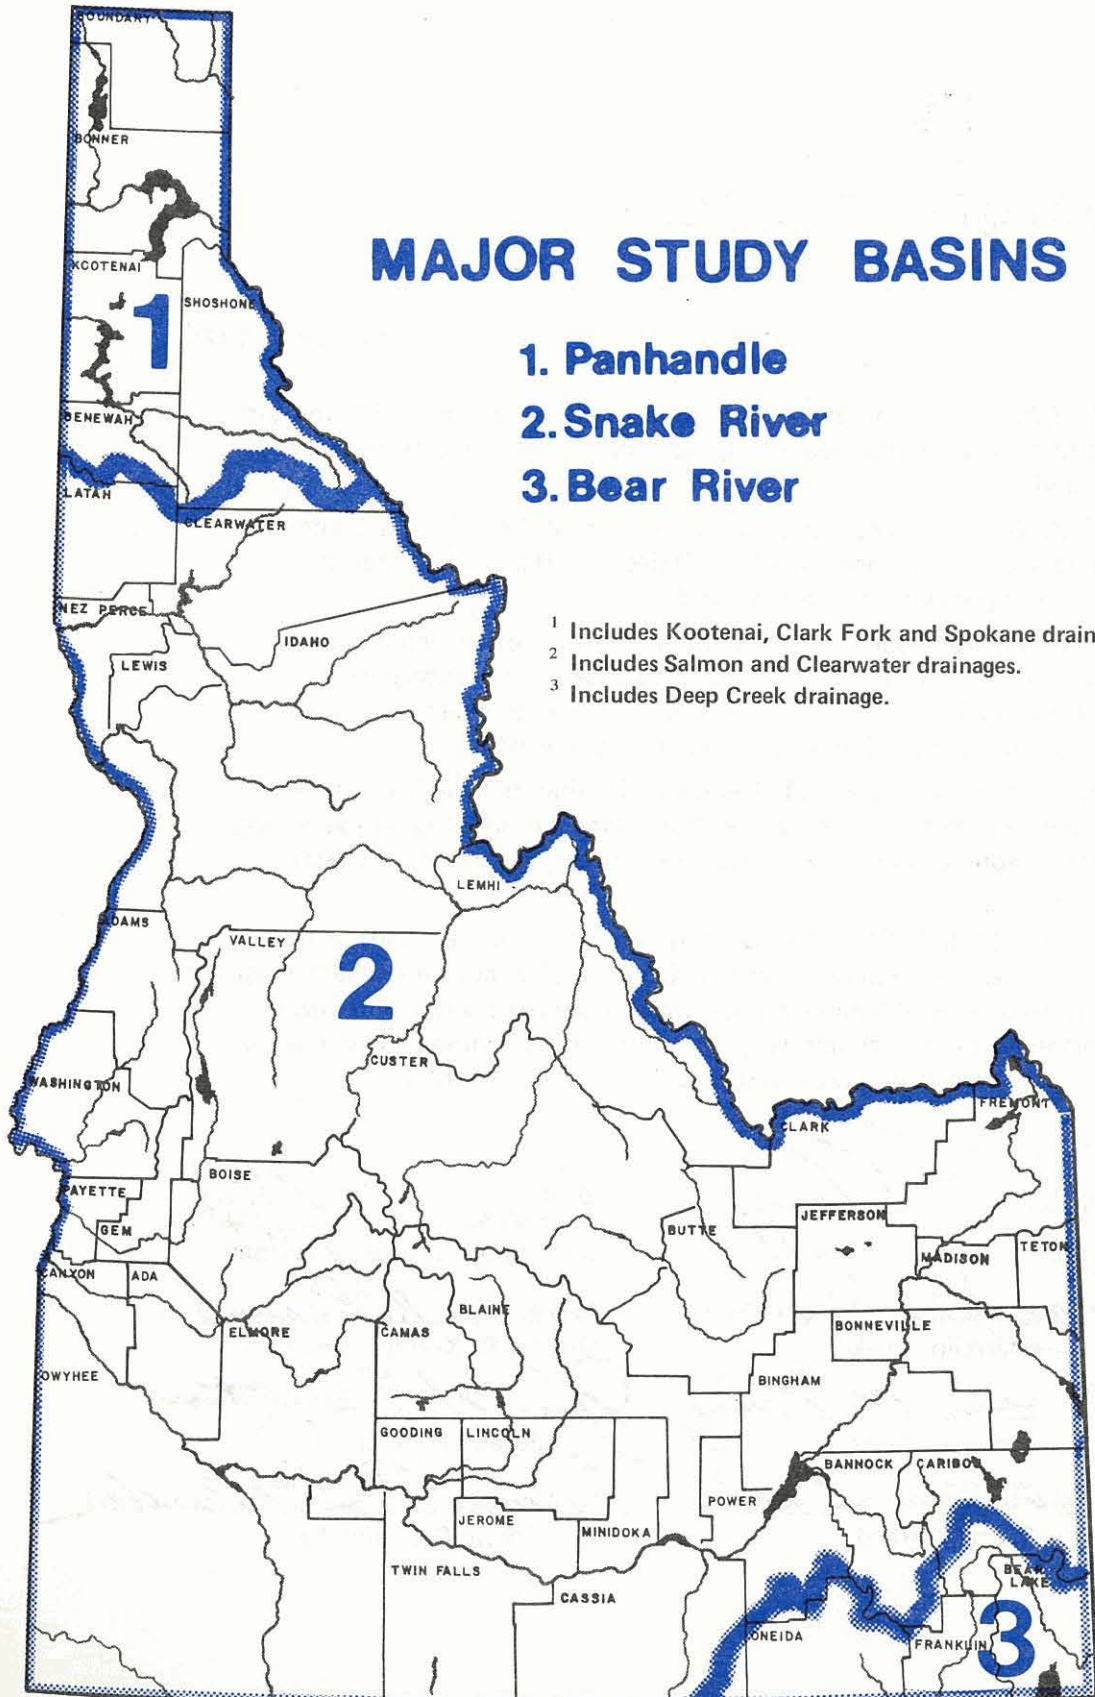 BOUNDARY
BONNER
KOOTENAI
SHOSHONE
1
MAJOR STUDY BASINS
1. Panhandle
2. Snake River
3. Bear River
BENEWAH
LATAH
CLEARWATER
NEZ PERCE
LEWIS
IDAHO
1 Includes Kootenai, Clark Fork and Spokane drain
2 Includes Salmon and Clearwater drainages.
3 Includes Deep Creek drainage.
LEMHI
ADAMS
VALLEY
2
CUSTER
WASHINGTON
CLARK
FREMONT
BOISE
PAYETTE
GEM
BUTTE
JEFFERSON
MADISON
TETON
CANYON
ADA
ELMORE
CAMAS
BLAINE
BONNEVILLE
OWYHEE
BINGHAM
GOODING
LINCOLN
BANNOCK
CARIBOU
POWER
JEROME
MINIDOKA
TWIN FALLS
CASSIA
BEAR
LAKE
ONEIDA
FRANKLIN
3